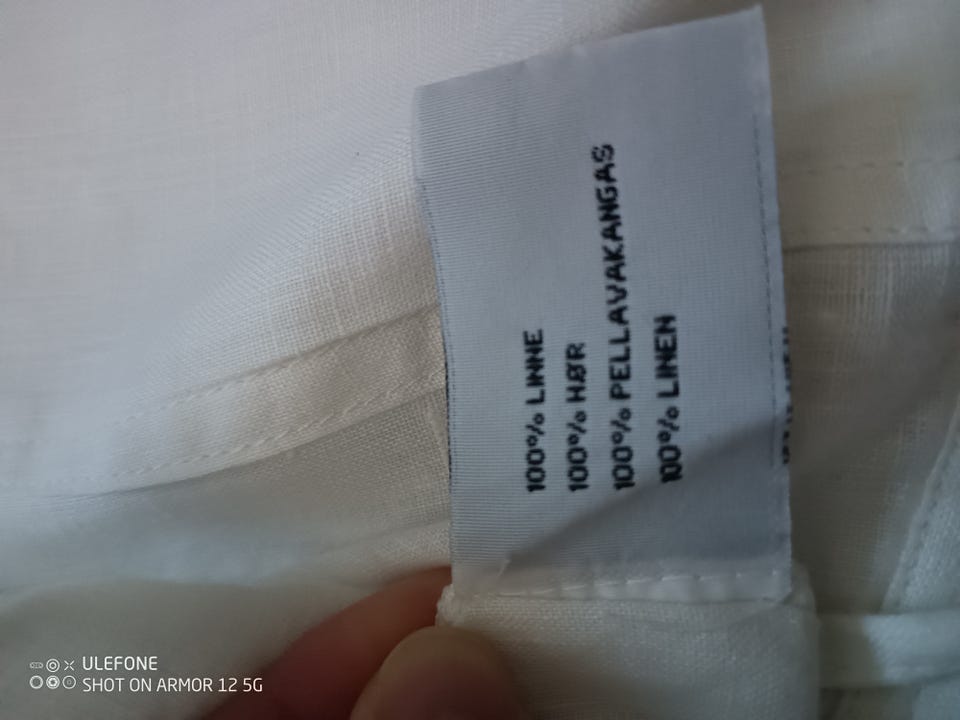 100% LINNE
100% HØR
100% PELLAVAKANGAS
100% LINEN
ULEFONE
SHOT ON ARMOR 12 5G